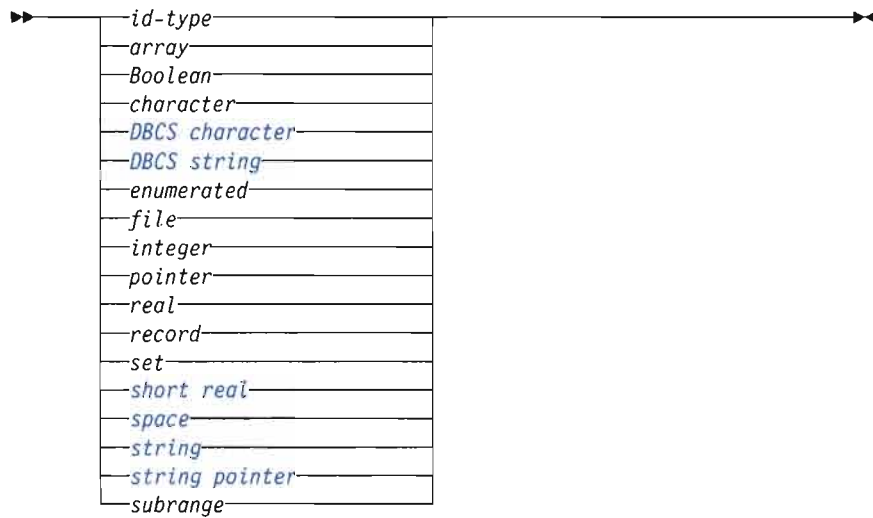 id-type
array
Boolean
character
DBCS character
DBCS string
enumerated
file
integer
pointer
real
record
set
short real
space
string
string pointer
subrange